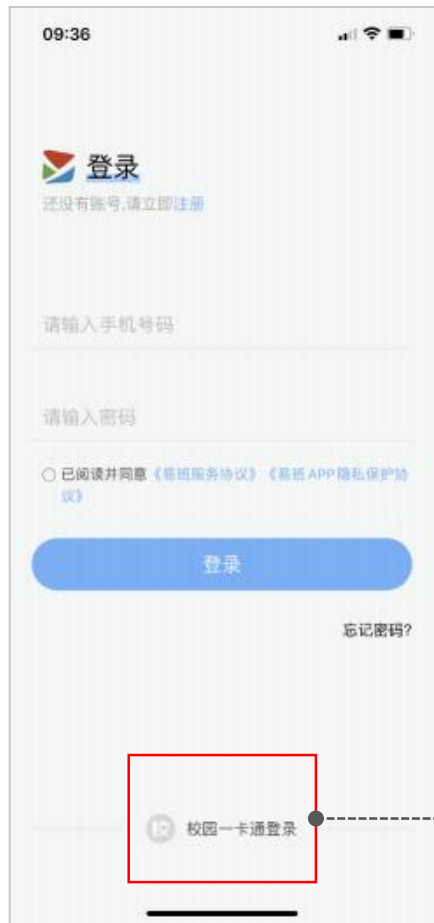 09:36
登录
还没有账号,请立即注册
请输入手机号码
请输入密码
已阅读并同意《易班服务协议》《易班 APP 隐私保护协
议》
登录
忘记密码?
校园一卡通登录